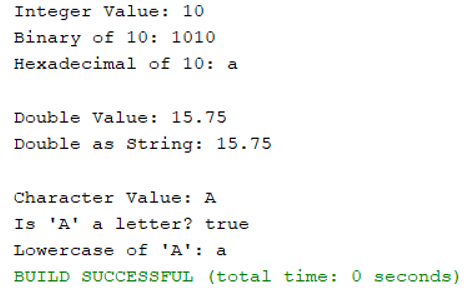 Integer Value: 10
Binary of 10: 1010
Hexadecimal of 10: a
Double Value: 15.75
Double as String: 15.75
Character Value: A
Is 'A' a letter? true
Lowercase of 'A': a
BUILD SUCCESSFUL (total time: 0 seconds)